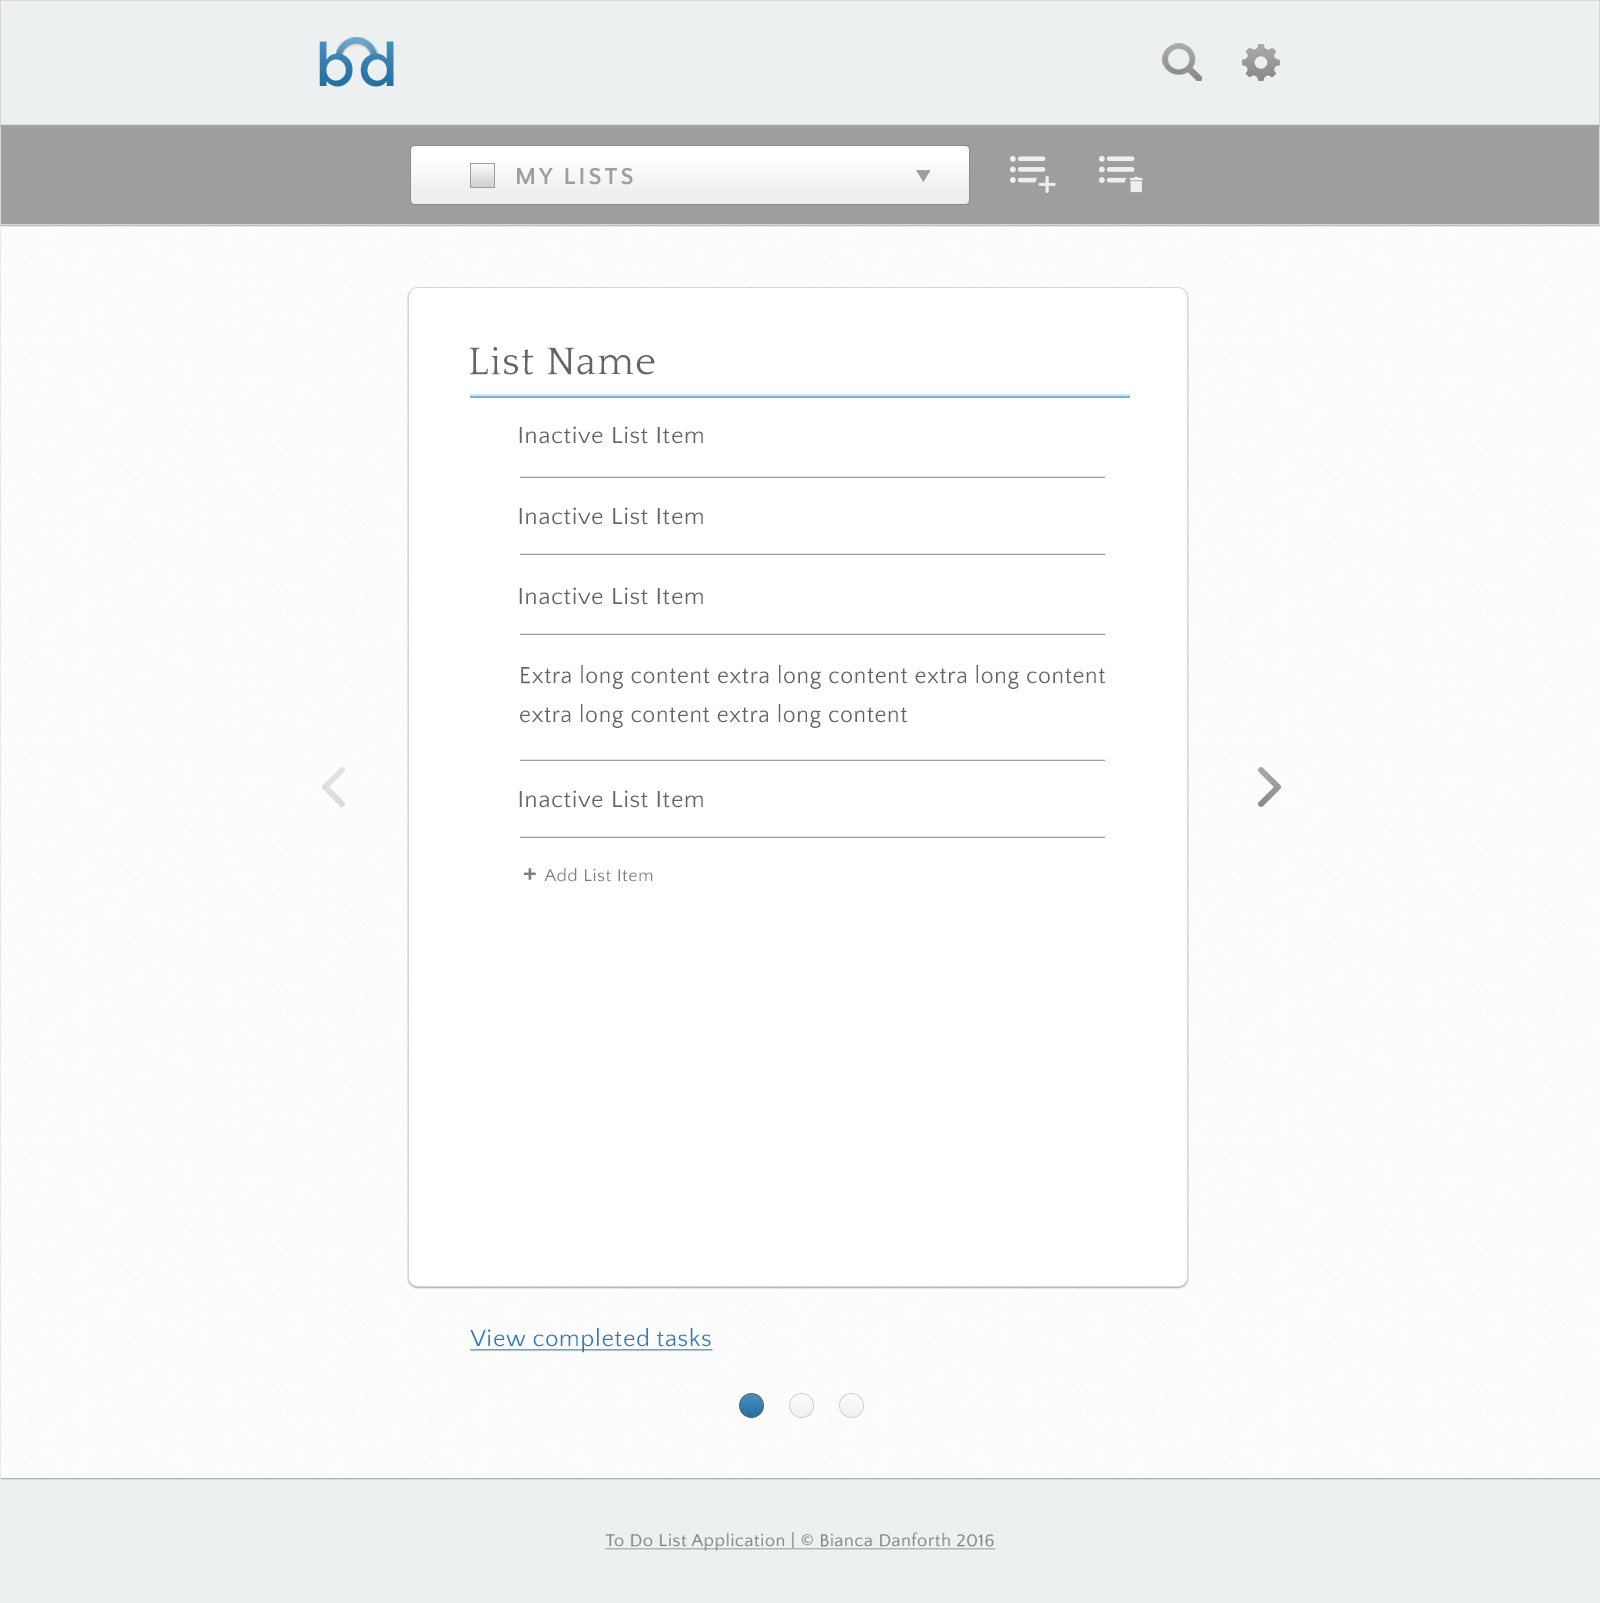 bd
MY LISTS
List Name
Inactive List Item
Inactive List Item
Inactive List Item
Extra long content extra long content extra long content
extra long content extra long content
Inactive List Item
+ Add List Item
View completed tasks
To Do List Application | © Bianca Danforth 2016